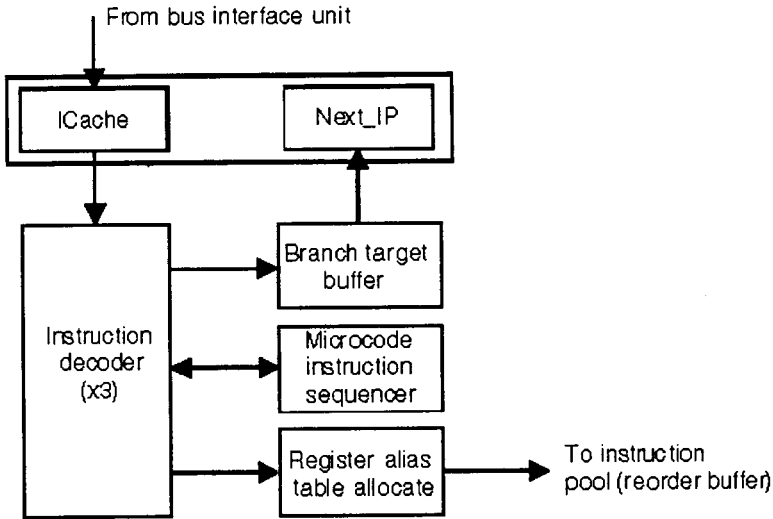 From bus interface unit
ICache
Next_IP
Branch target
buffer
Instruction
decoder
(x3)
Microcode
instruction
sequencer
Register alias
table allocate
To instruction
pool (reorder buffer)